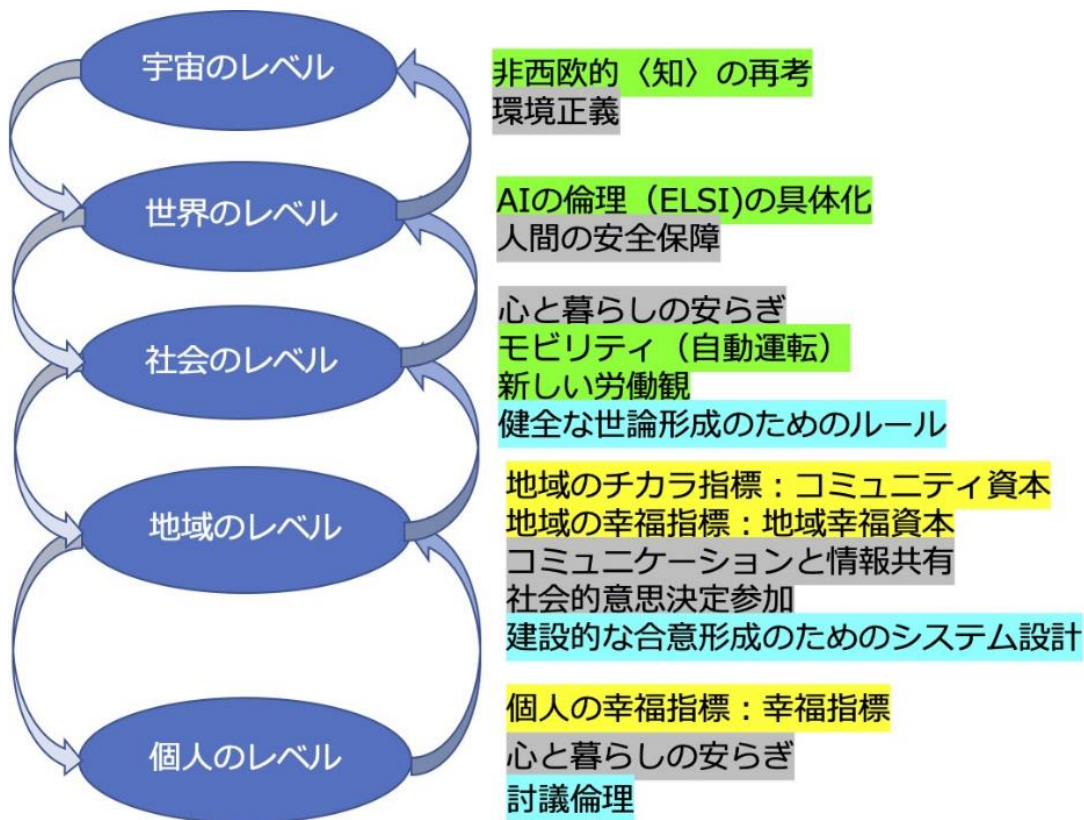 宇宙のレベル
非西欧的〈知〉の再考
環境正義
世界のレベル
AIの倫理（ELSI)の具体化
人間の安全保障
社会のレベル
心と暮らしの安らぎ
モビリティ（自動運転）
新しい労働観
健全な世論形成のためのルール
地域のレベル
地域のチカラ指標：コミュニティ資本
地域の幸福指標：地域幸福資本
コミュニケーションと情報共有
社会的意思決定参加
建設的な合意形成のためのシステム設計
個人のレベル
個人の幸福指標：幸福指標
心と暮らしの安らぎ
討議倫理